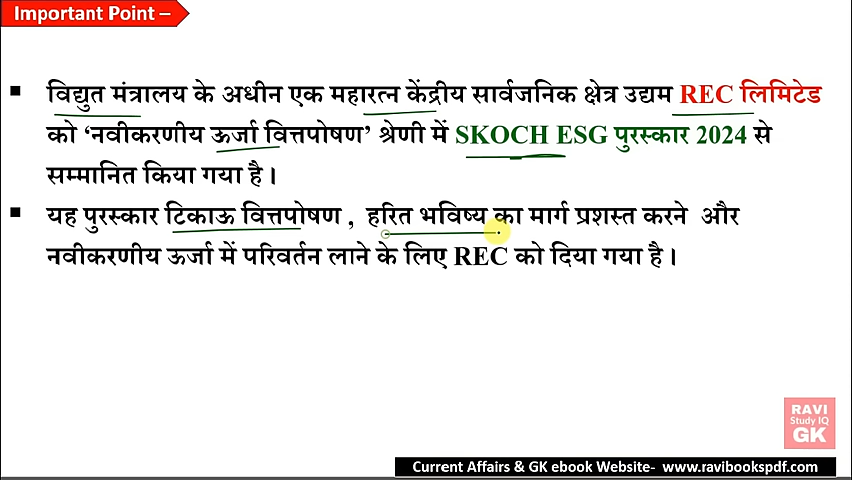 Important Point –
▪ विद्युत मंत्रालय के अधीन एक महारत्न केंद्रीय सार्वजनिक क्षेत्र उद्यम REC लिमिटेड
को ‘नवीकरणीय ऊर्जा वित्तपोषण’ श्रेणी में SKOCH ESG पुरस्कार 2024 से
सम्मानित किया गया है।
▪ यह पुरस्कार टिकाऊ वित्तपोषण , हरित भविष्य का मार्ग प्रशस्त करने और
नवीकरणीय ऊर्जा में परिवर्तन लाने के लिए REC को दिया गया है।
RAVI
Study IQ
GK
Current Affairs & GK ebook Website- www.ravibookspdf.com